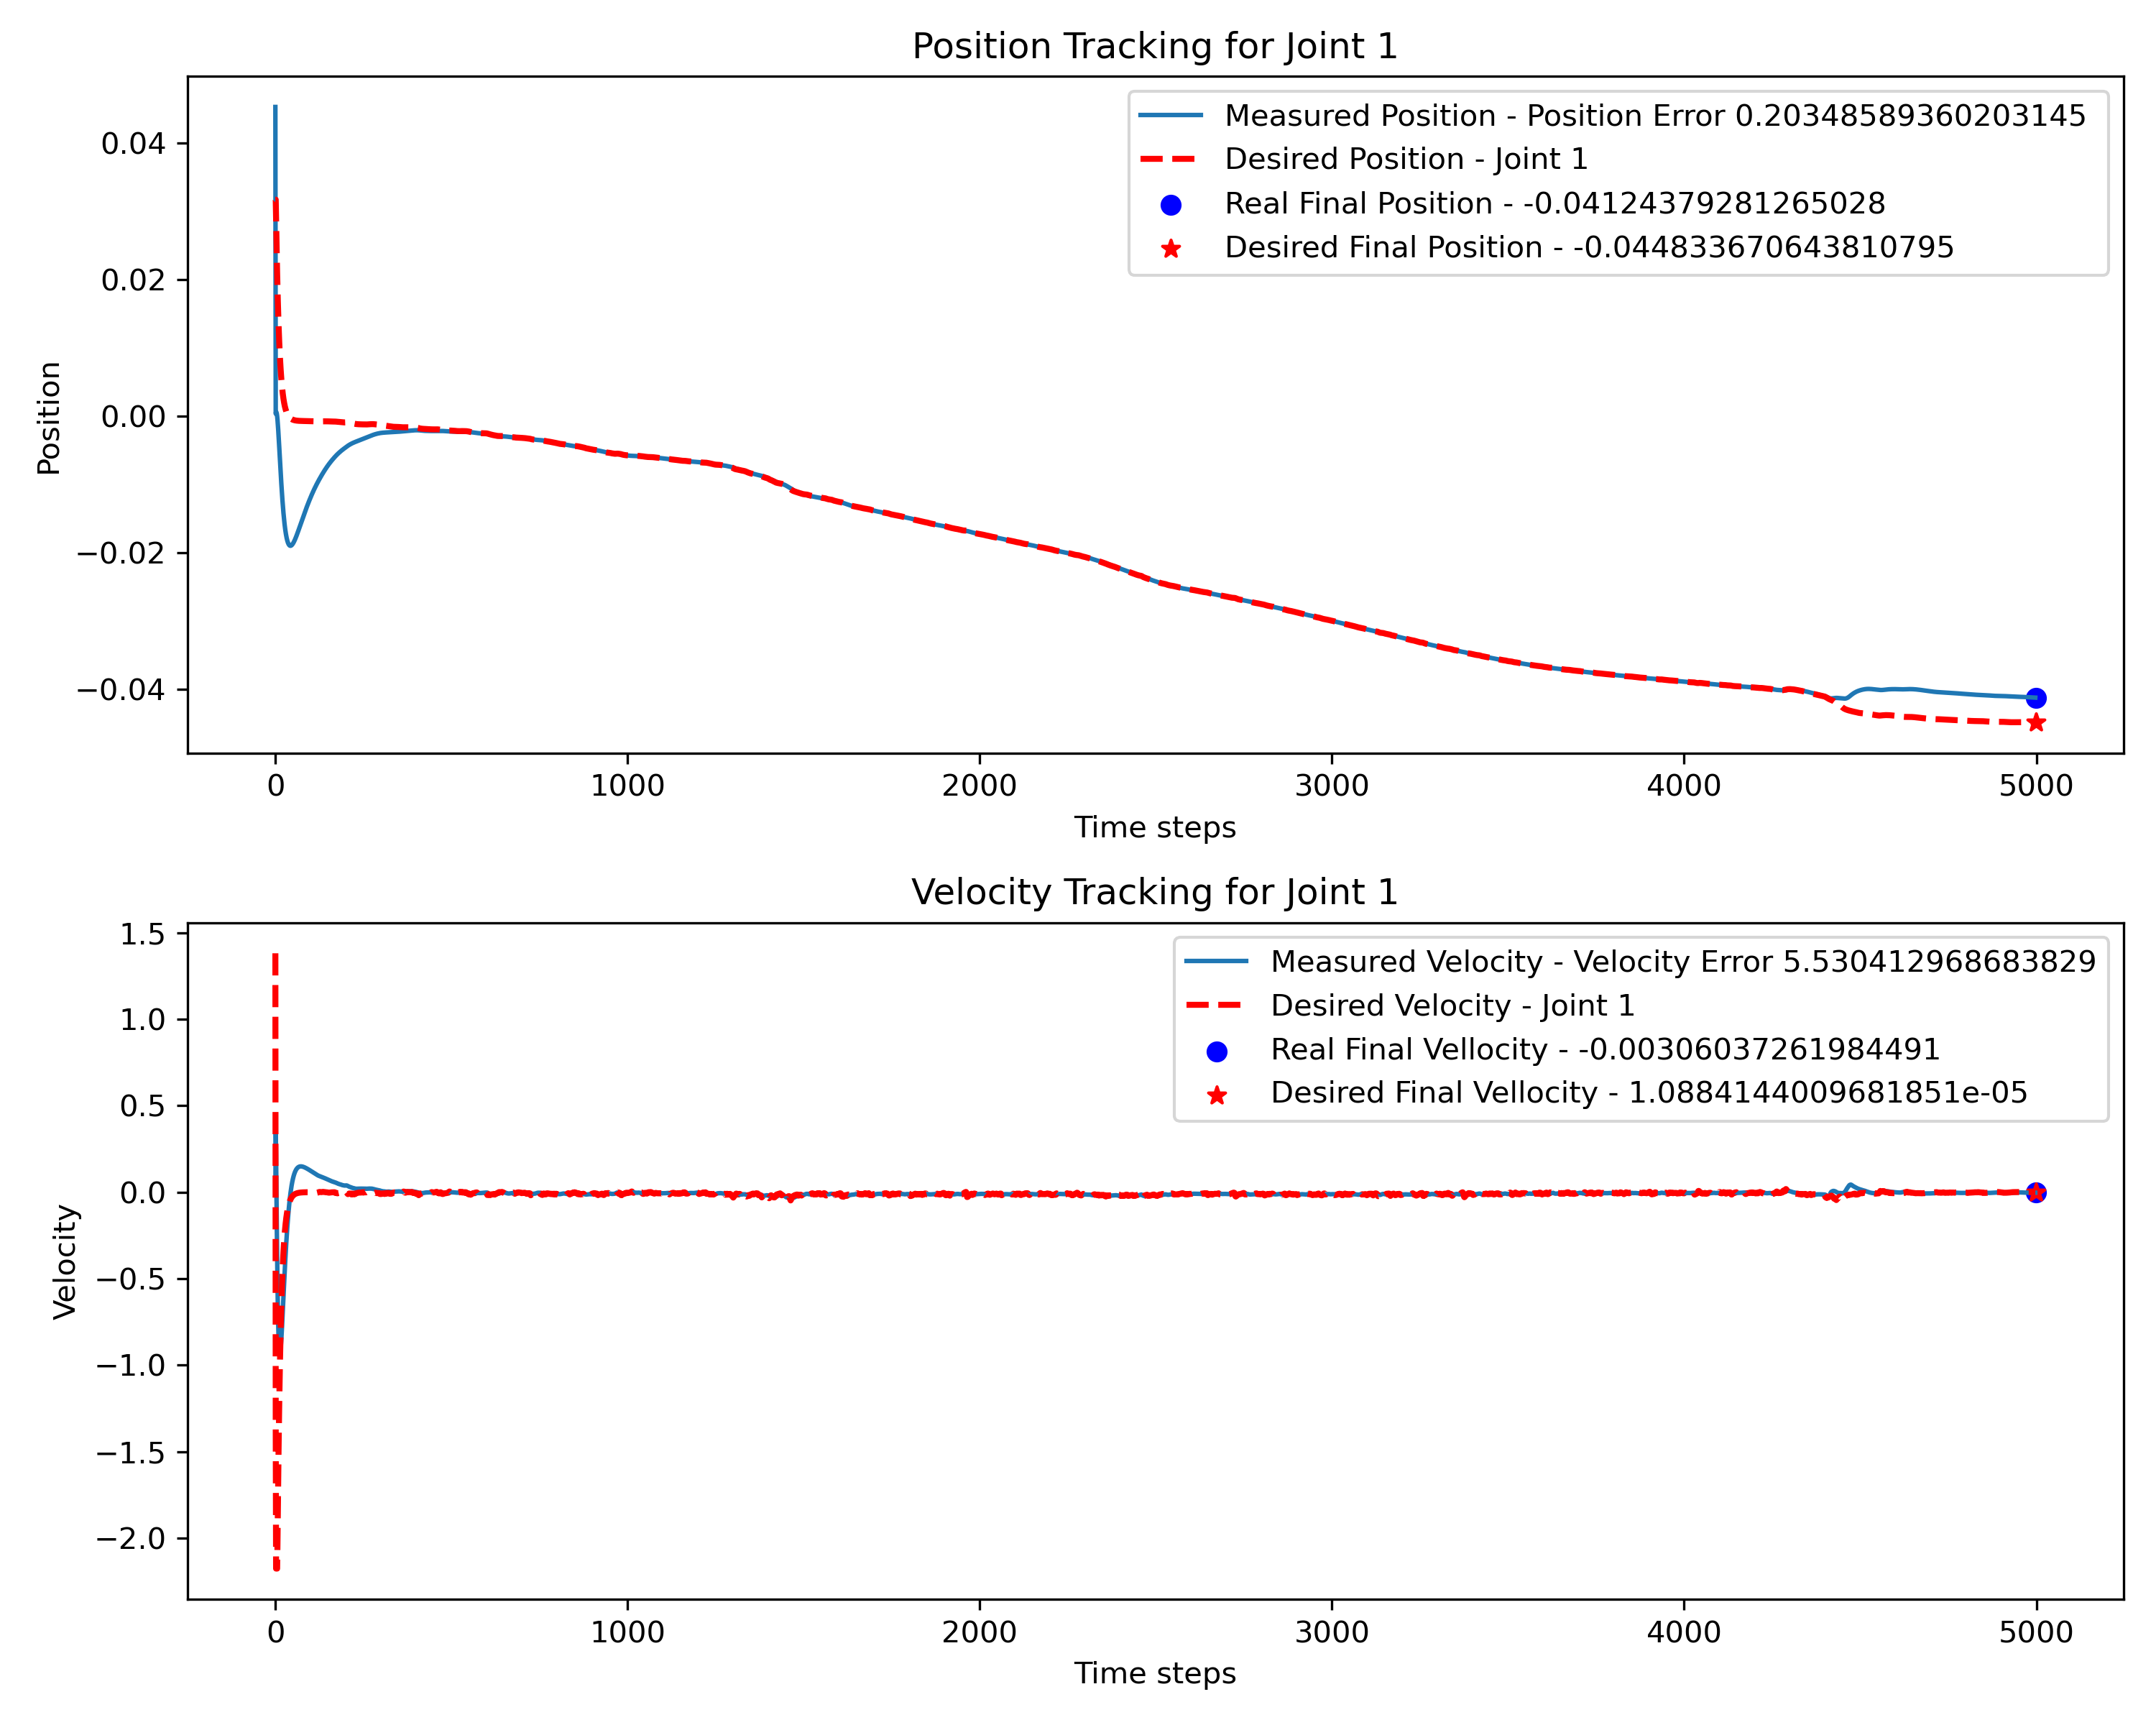 Position Tracking for Joint 1
Measured Position - Position Error 0.20348589360203145
Desired Position - Joint 1
Real Final Position - -0.04124379281265028
Desired Final Position - -0.044833670643810795
Position
0.04
0.02
0.00
−0.02
−0.04
0 1000 2000 3000 4000 5000
Time steps
Velocity Tracking for Joint 1
Measured Velocity - Velocity Error 5.530412968683829
Desired Velocity - Joint 1
Real Final Vellocity - -0.00306037261984491
Desired Final Vellocity - 1.0884144009681851e-05
Velocity
1.5
1.0
0.5
0.0
−0.5
−1.0
−1.5
−2.0
0 1000 2000 3000 4000 5000
Time steps